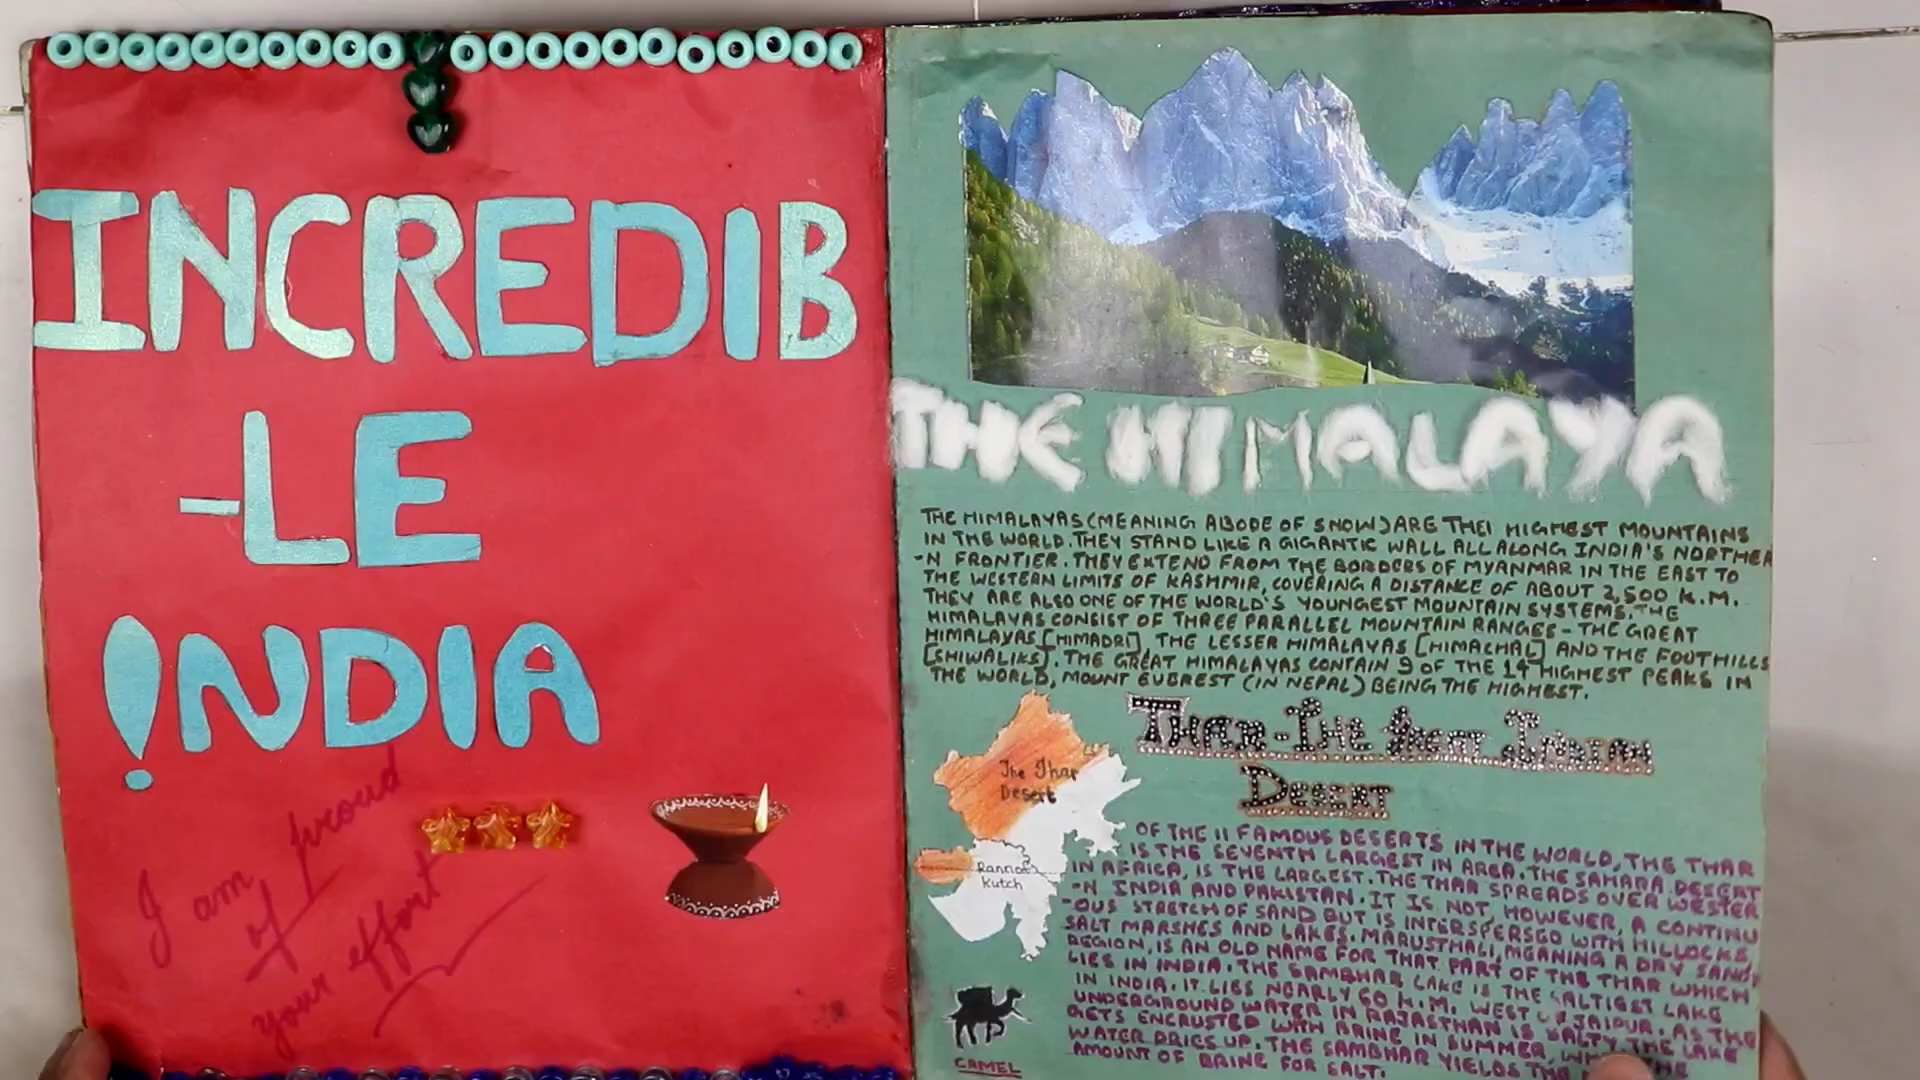 INCREDIB
-LE
!NDIA
I am proud
of
your effort
THE HIMALAYA
THE HIMALAYAS (MEANING ABODE OF SNOW) ARE THEI HIGHEST MOUNTAINS
IN THE WORLD. THEY STAND LIKE A GIGANTIC WALL ALL ALONG INDIA'S NORTHER
-N FRONTIER. THEY EXTEND FROM THE BORDERS OF MYANMAR IN THE EAST TO
THE WESTERN LIMITS OF KASHMIR, COVERING A DISTANCE OF ABOUT 2,500 K.M.
THEY ARE ALSO ONE OF THE WORLD'S YOUNGEST MOUNTAIN SYSTEMS. THE
HIMALAYAS CONSIST OF THREE PARALLEL MOUNTAIN RANGES - THE GREAT
HIMALAYAS [HIMADRI], THE LESSER HIMALAYAS [HIMACHAL] AND THE FOOTHILLS
[SHIWALIKS]. THE GREAT HIMALAYAS CONTAIN 9 OF THE 14 HIGHEST PEAKS IN
THE WORLD, MOUNT EVEREST (IN NEPAL) BEING THE HIGHEST.
THAR - THE GREAT INDIAN
DESERT
The Thar
Desert
Rann of
Kutch
OF THE 11 FAMOUS DESERTS IN THE WORLD, THE THAR
IS THE SEVENTH LARGEST IN AREA. THE SAHARA DESERT
IN AFRICA, IS THE LARGEST. THE THAR SPREADS OVER WESTER
-N INDIA AND PAKISTAN. IT IS NOT, HOWEVER, A CONTINU
-OUS STRETCH OF SAND BUT IS INTERSPERSED WITH HILLOCKS,
SALT MARSHES AND LAKES. MARUSTHALI, MEANING A DRY SANDY
REGION, IS AN OLD NAME FOR THAT PART OF THE THAR WHICH
LIES IN INDIA. THE SAMBHAR LAKE IS THE SALTIEST LAKE
IN INDIA. IT LIES NEARLY 60 K.M. WEST OF JAIPUR. AS THE
UNDERGROUND WATER IN RAJASTHAN IS SALTY, THE LAKE
GETS ENCRUSTED WITH BRINE IN SUMMER, THE
WATER DRIES UP. THE SAMBHAR YIELDS THE
AMOUNT OF BRINE FOR SALT.
CAMEL